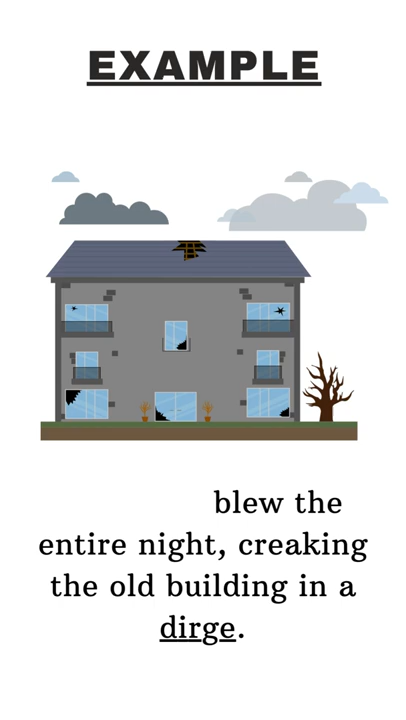 EXAMPLE
blew the
entire night, creaking
the old building in a
dirge.